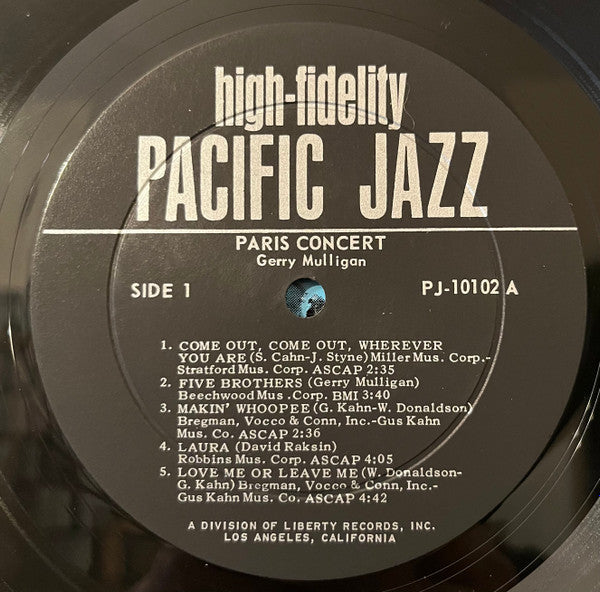 high-fidelity
PACIFIC JAZZ
PARIS CONCERT
Gerry Mulligan
SIDE 1
PJ-10102 A
1. COME OUT, COME OUT, WHEREVER
YOU ARE (S. Cahn-J. Styne) Miller Mus. Corp.-
Stratford Mus. Corp. ASCAP 2:35
2. FIVE BROTHERS (Gerry Mulligan)
Beechwood Mus .Corp. BMI 3:40
3. MAKIN' WHOOPEE (G. Kahn-W. Donaldson)
Bregman, Vocco & Conn, Inc.-Gus Kahn
Mus. Co. ASCAP 2:36
4. LAURA (David Raksin)
Robbins Mus. Corp. ASCAP 4:05
5. LOVE ME OR LEAVE ME (W. Donaldson-
G. Kahn) Bregman, Vocco & Conn, Inc.-
Gus Kahn Mus. Co. ASCAP 4:42
A DIVISION OF LIBERTY RECORDS, INC.
LOS ANGELES, CALIFORNIA